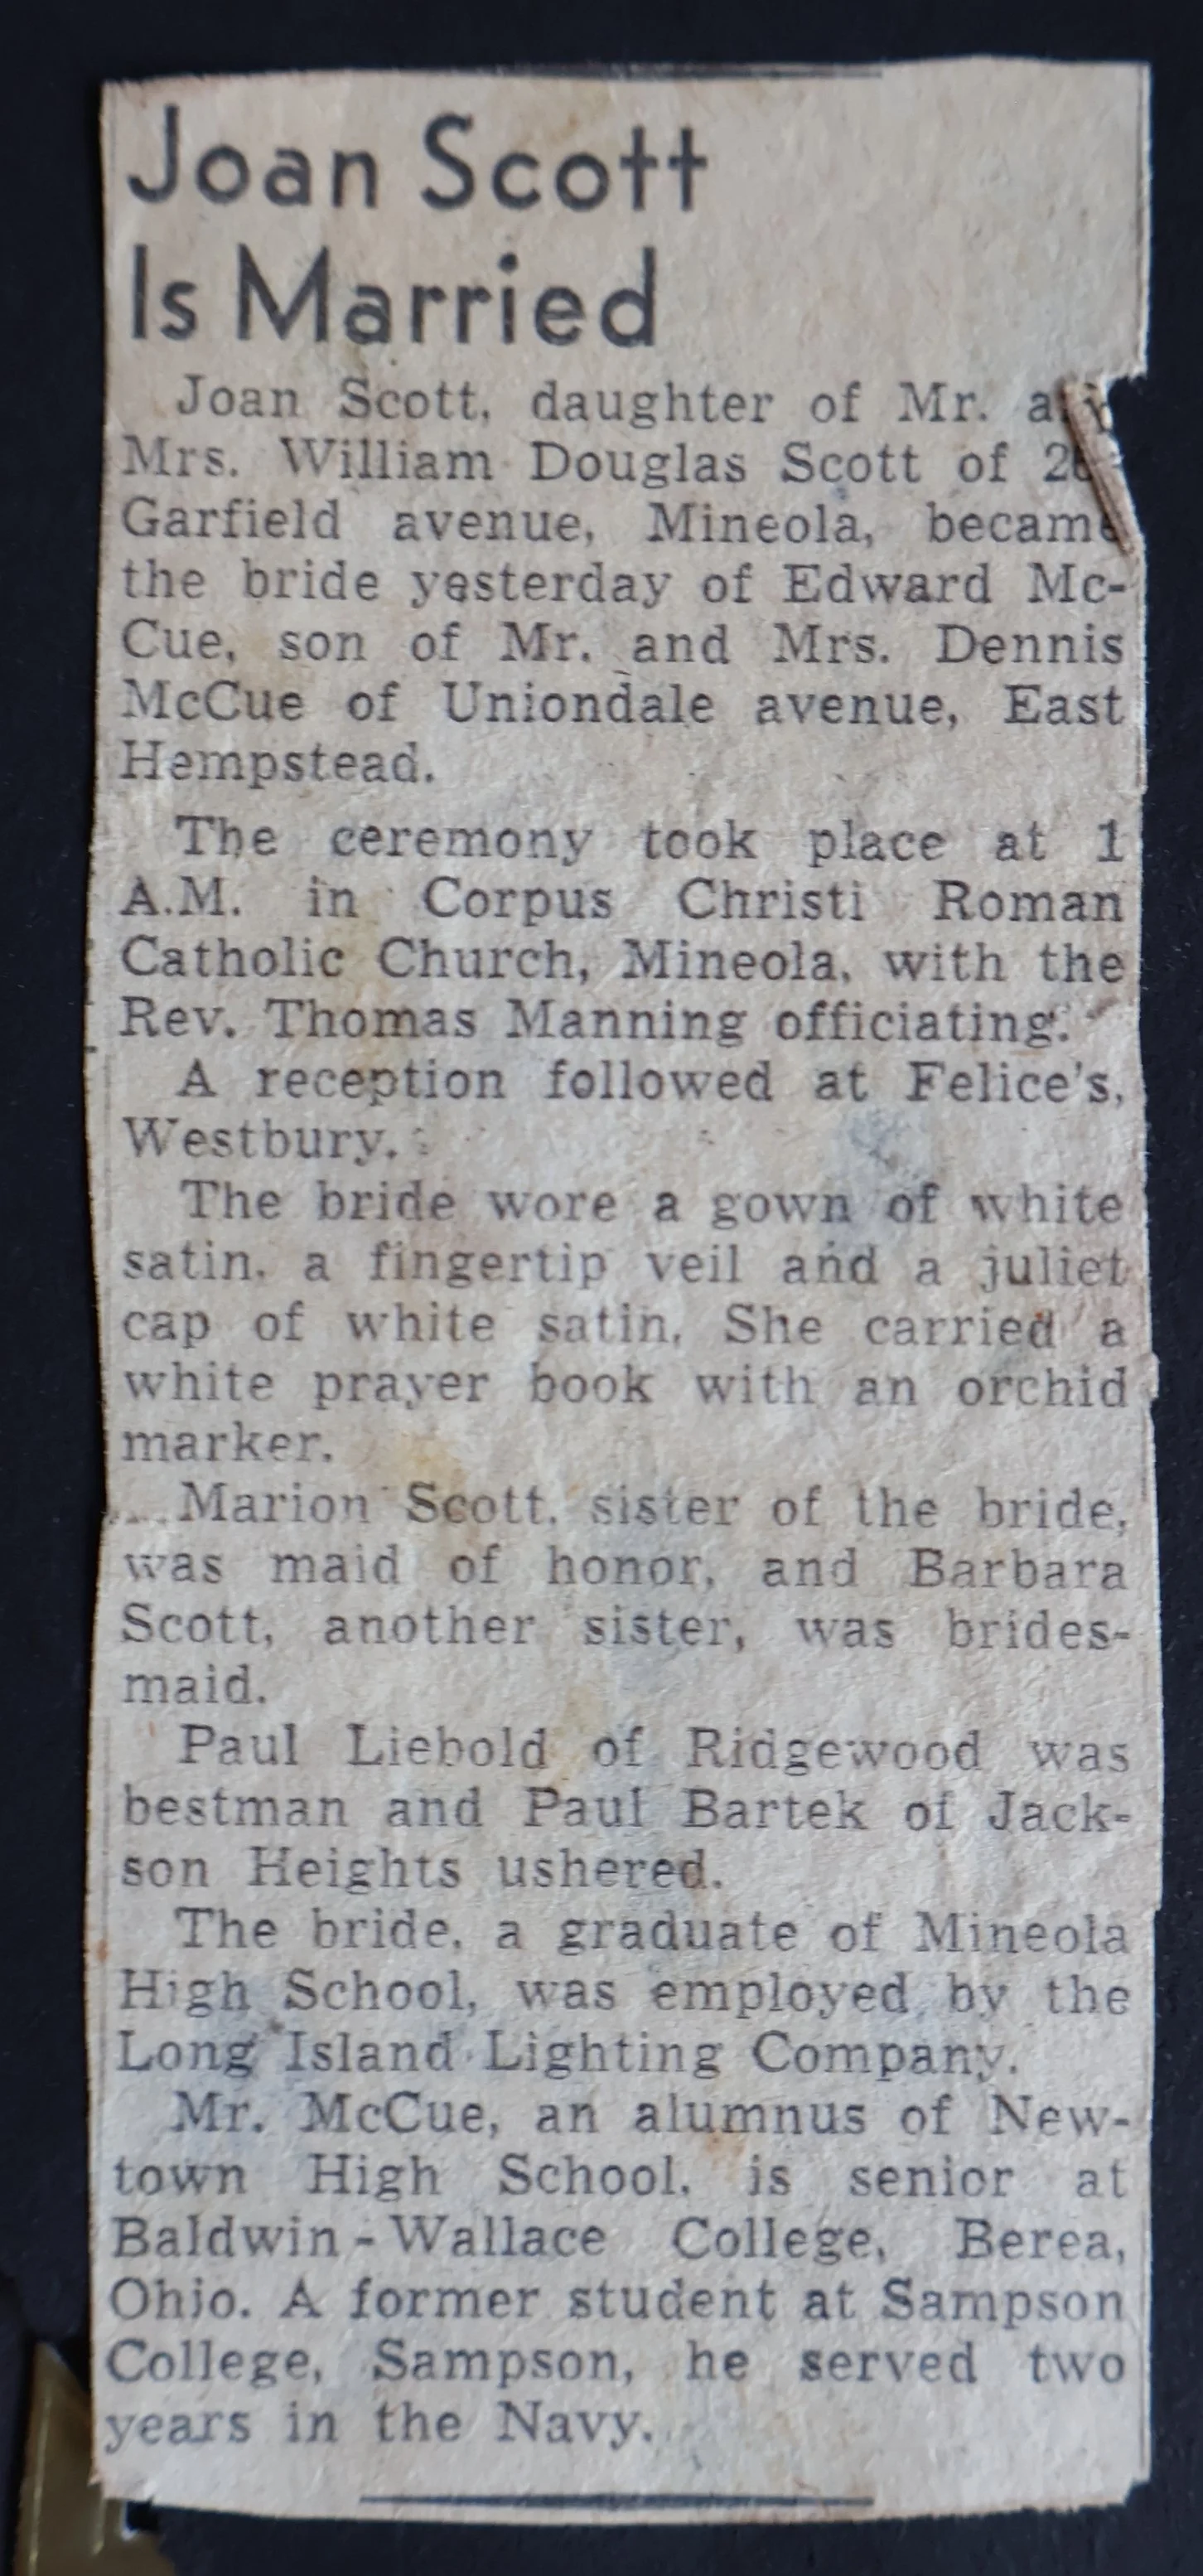 Joan Scott
Is Married
Joan Scott, daughter of Mr.
Mrs. William Douglas Scott of
Garfield avenue, Mineola, became
the bride yesterday of Edward Mc-
Cue, son of Mr. and Mrs. Dennis
McCue of Uniondale avenue, East
Hempstead.
The ceremony took place at 1
A.M. in Corpus Christi Roman
Catholic Church, Mineola, with the
Rev. Thomas Manning officiating.
A reception followed at Felice's,
Westbury.
The bride wore a gown of white
satin, a fingertip veil and a juliet
cap of white satin. She carried a
white prayer book with an orchid
marker.
Marion Scott, sister of the bride,
was maid of honor, and Barbara
Scott, another sister, was brides-
maid.
Paul Liebold of Ridgewood was
bestman and Paul Bartek of Jack-
son Heights ushered.
The bride, a graduate of Mineola
High School, was employed by the
Long Island Lighting Company.
Mr. McCue, an alumnus of New-
town High School, is senior at
Baldwin-Wallace College, Berea,
Ohio. A former student at Sampson
College, Sampson, he served two
years in the Navy.